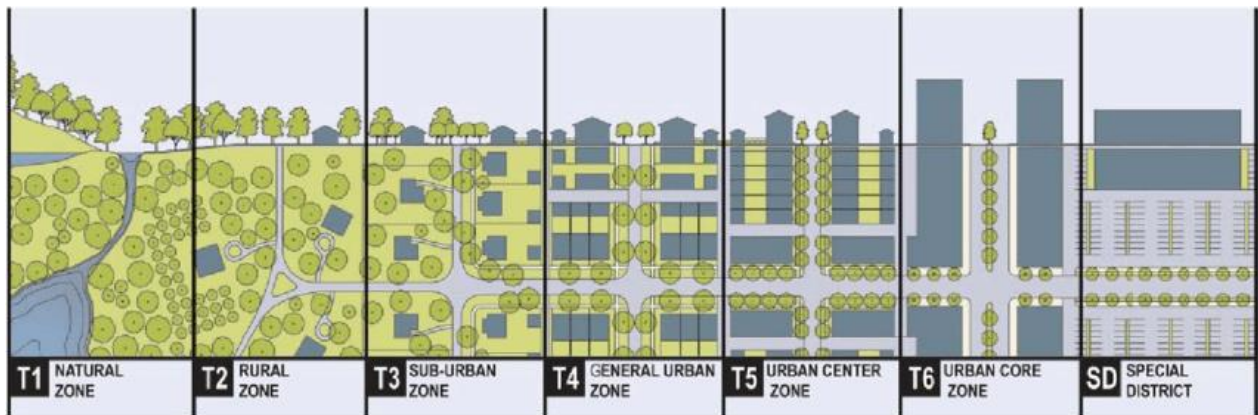 T1 NATURAL
ZONE
T2 RURAL
ZONE
T3 SUB-URBAN
ZONE
T4 GENERAL URBAN
ZONE
T5 URBAN CENTER
ZONE
T6 URBAN CORE
ZONE
SD SPECIAL
DISTRICT